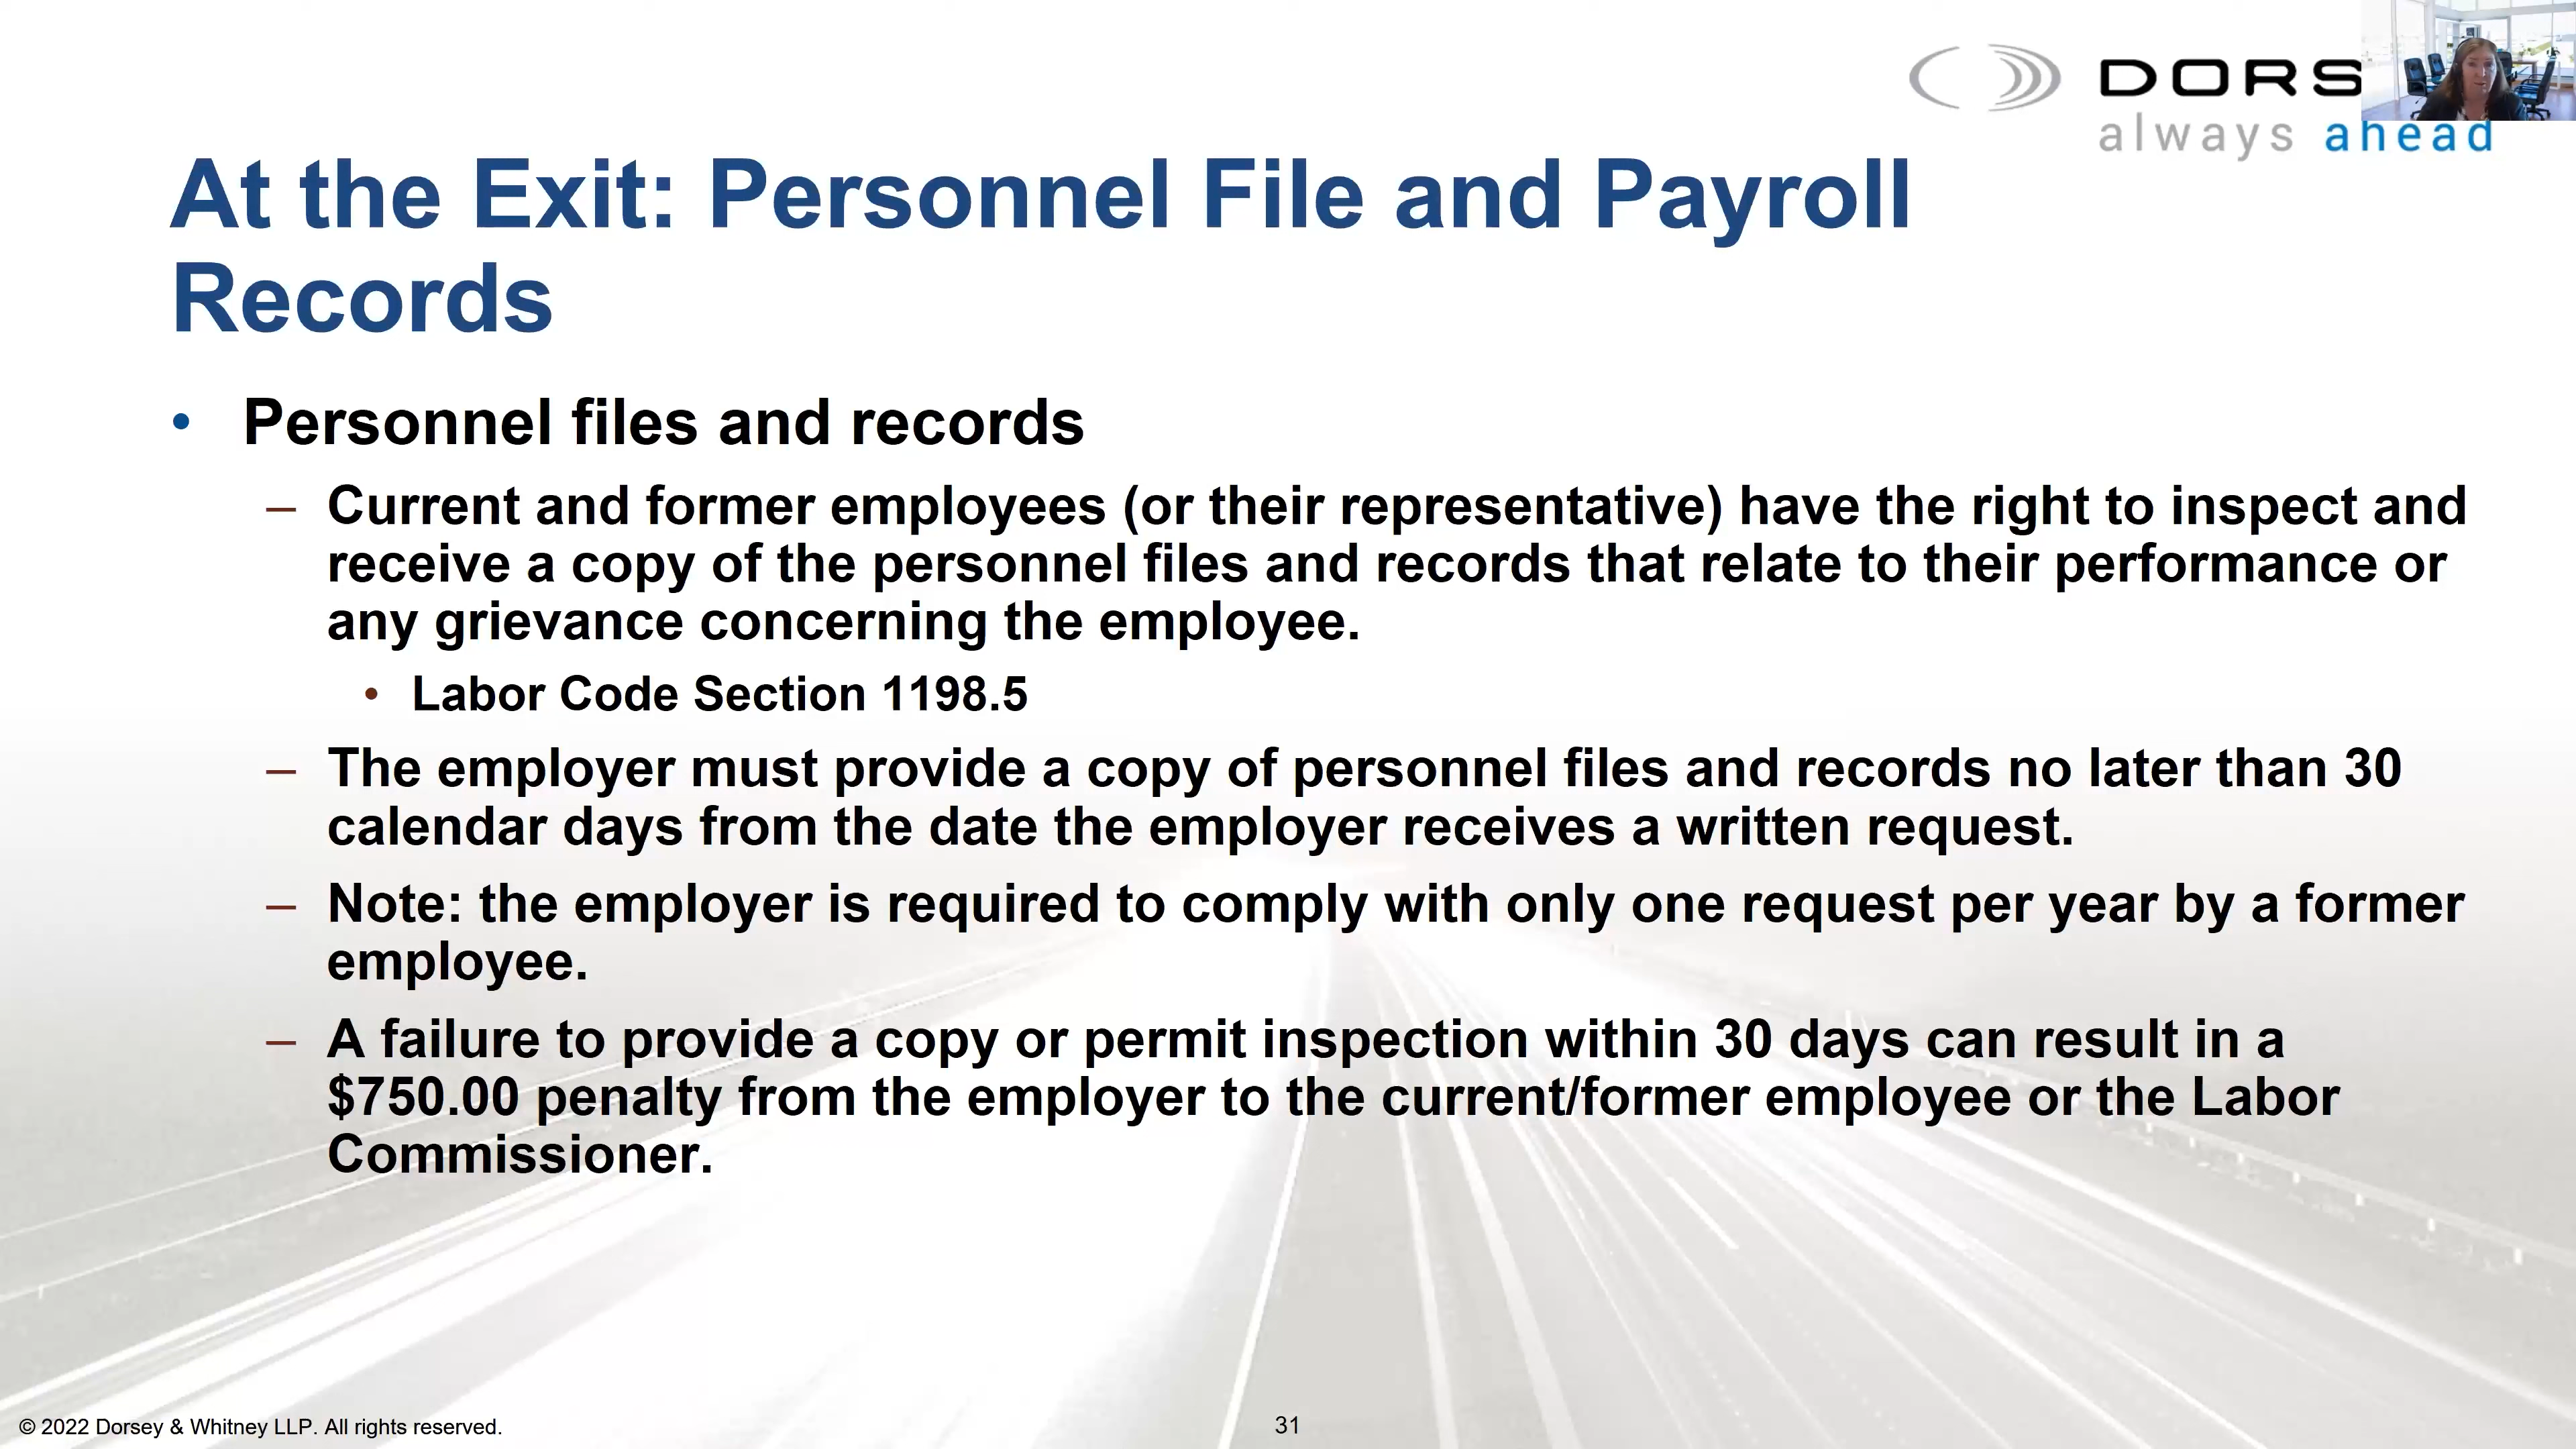 DORS
always ahead
At the Exit: Personnel File and Payroll
Records
• Personnel files and records
– Current and former employees (or their representative) have the right to inspect and
receive a copy of the personnel files and records that relate to their performance or
any grievance concerning the employee.
• Labor Code Section 1198.5
– The employer must provide a copy of personnel files and records no later than 30
calendar days from the date the employer receives a written request.
– Note: the employer is required to comply with only one request per year by a former
employee.
– A failure to provide a copy or permit inspection within 30 days can result in a
$750.00 penalty from the employer to the current/former employee or the Labor
Commissioner.
© 2022 Dorsey & Whitney LLP. All rights reserved.
31